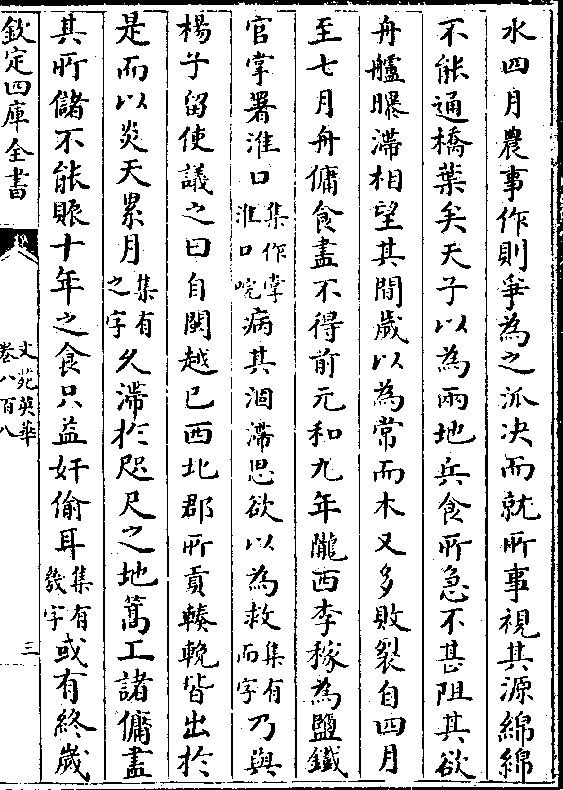 水四月農事作則爭為之派决而就所事視其源綿綿
不能通橋葉矣天子以為兩地兵食所急不甚阻其欲
舟艫曝滯相望其間歲以為常而木又多敗裂自四月
至七月舟傭食盡不得前元和九年隴西李稼為鹽鐵
官掌署淮口集作掌淮口院病其涸滯思欲以為救集有而字乃與
楊子留使議之曰自閩越已西北郡所貢輳輓皆出於
是而以炎天累月集有之字久滯於咫尺之地篙工諸傭盡
其所儲不能賑十年之食只益奸偷耳集有幾字或有終歲
欽定四庫全書
文苑英華
卷八百八
三